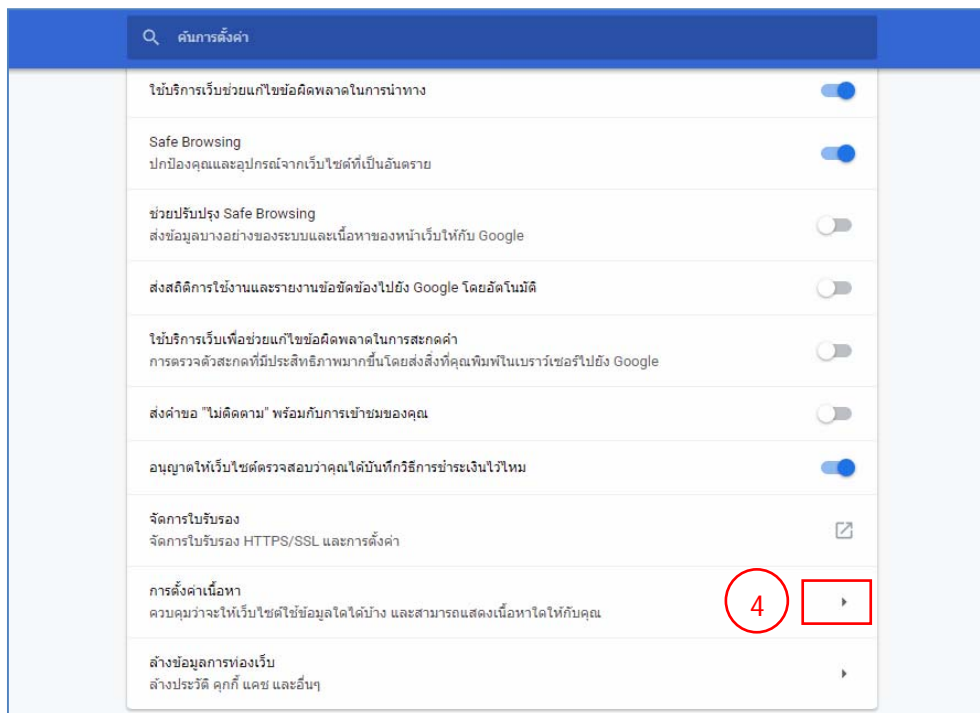 ค้นการตั้งค่า
ใช้บริการเว็บช่วยแก้ไขข้อผิดพลาดในการนำทาง
Safe Browsing
ปกป้องคุณและอุปกรณ์จากเว็บไซต์ที่เป็นอันตราย
ช่วยปรับปรุง Safe Browsing
ส่งข้อมูลบางอย่างของระบบและเนื้อหาของหน้าเว็บให้กับ Google
ส่งสถิติการใช้งานและรายงานข้อขัดข้องไปยัง Google โดยอัตโนมัติ
ใช้บริการเว็บเพื่อช่วยแก้ไขข้อผิดพลาดในการสะกดคำ
การตรวจตัวสะกดที่มีประสิทธิภาพมากขึ้นโดยส่งสิ่งที่คุณพิมพ์ในเบราว์เซอร์ไปยัง Google
ส่งคำขอ "ไม่ติดตาม" พร้อมกับการเข้าชมของคุณ
อนุญาตให้เว็บไซต์ตรวจสอบว่าคุณได้บันทึกวิธีการชำระเงินไว้ไหม
จัดการใบรับรอง
จัดการใบรับรอง HTTPS/SSL และการตั้งค่า
การตั้งค่าเนื้อหา
ควบคุมว่าจะให้เว็บไซต์ใช้ข้อมูลใดได้บ้าง และสามารถแสดงเนื้อหาใดให้กับคุณ
4
ล้างข้อมูลการท่องเว็บ
ล้างประวัติ คุกกี้ แคช และอื่นๆ